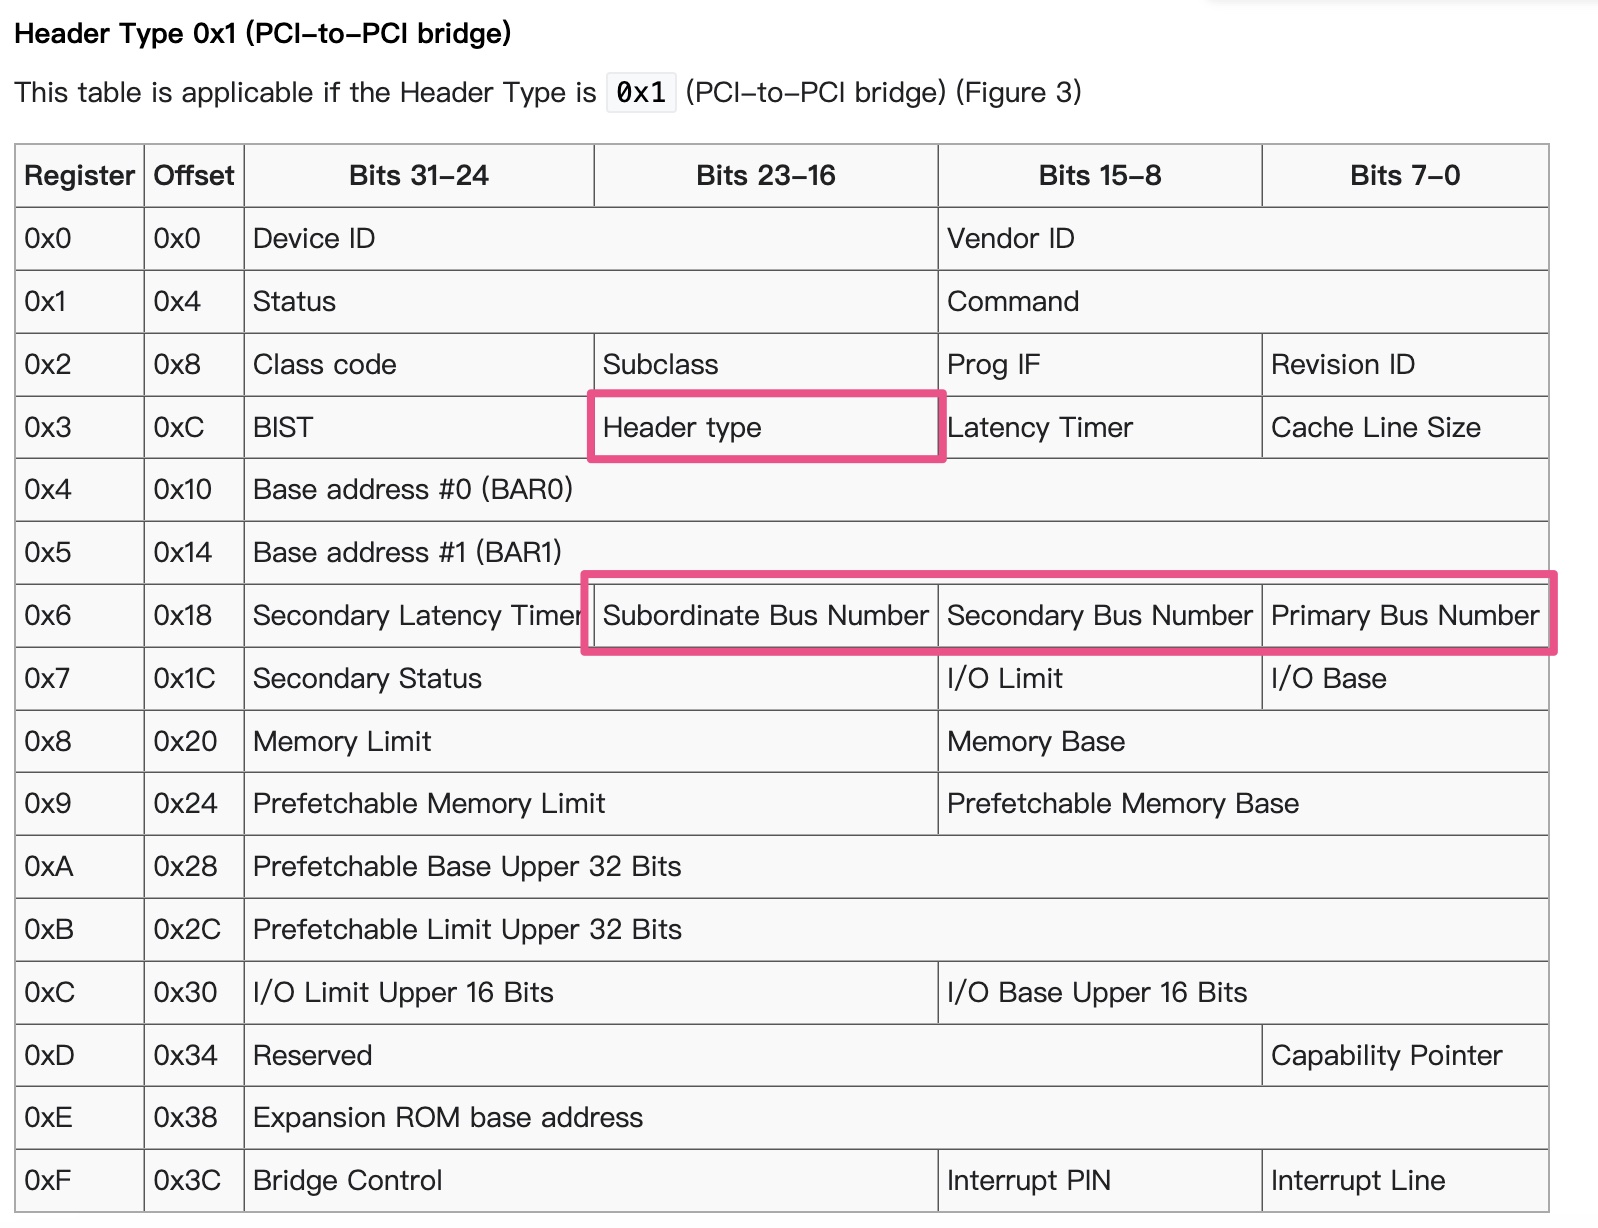 Header Type 0x1 (PCI-to-PCI bridge)
This table is applicable if the Header Type is 0x1 (PCI-to-PCI bridge) (Figure 3)
Register Offset Bits 31-24 Bits 23-16 Bits 15-8 Bits 7-0
0x0 0x0 Device ID Vendor ID
0x1 0x4 Status Command
0x2 0x8 Class code Subclass Prog IF Revision ID
0x3 0xC BIST Header type Latency Timer Cache Line Size
0x4 0x10 Base address #0 (BAR0)
0x5 0x14 Base address #1 (BAR1)
0x6 0x18 Secondary Latency Timer Subordinate Bus Number Secondary Bus Number Primary Bus Number
0x7 0x1C Secondary Status I/O Limit I/O Base
0x8 0x20 Memory Limit Memory Base
0x9 0x24 Prefetchable Memory Limit Prefetchable Memory Base
0xA 0x28 Prefetchable Base Upper 32 Bits
0xB 0x2C Prefetchable Limit Upper 32 Bits
0xC 0x30 I/O Limit Upper 16 Bits I/O Base Upper 16 Bits
0xD 0x34 Reserved Capability Pointer
0xE 0x38 Expansion ROM base address
0xF 0x3C Bridge Control Interrupt PIN Interrupt Line